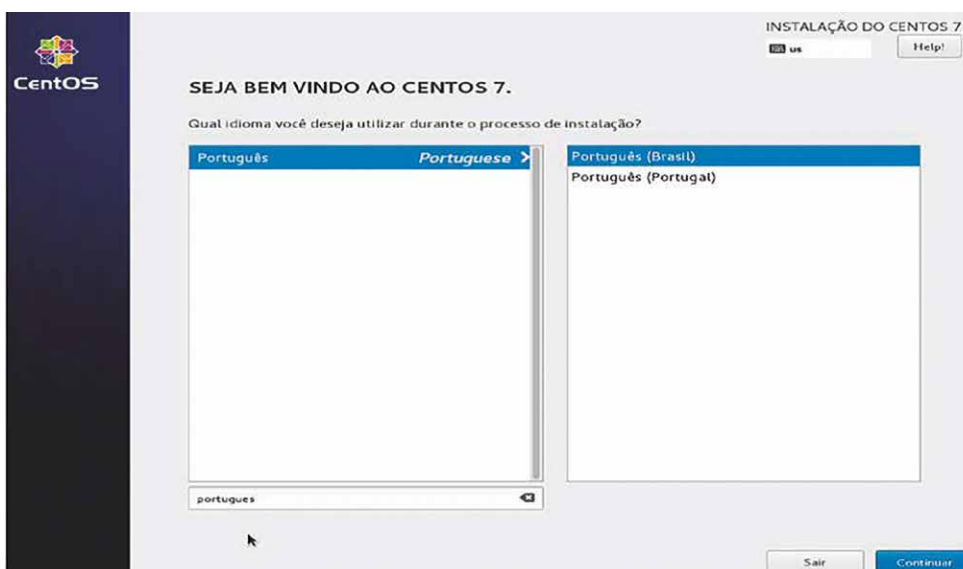 INSTALAÇÃO DO CENTOS 7
us
Help!
CentOS
SEJA BEM VINDO AO CENTOS 7.
Qual idioma você deseja utilizar durante o processo de instalação?
Português Portuguese
Português (Brasil)
Português (Portugal)
portugues
Sair
Continuar